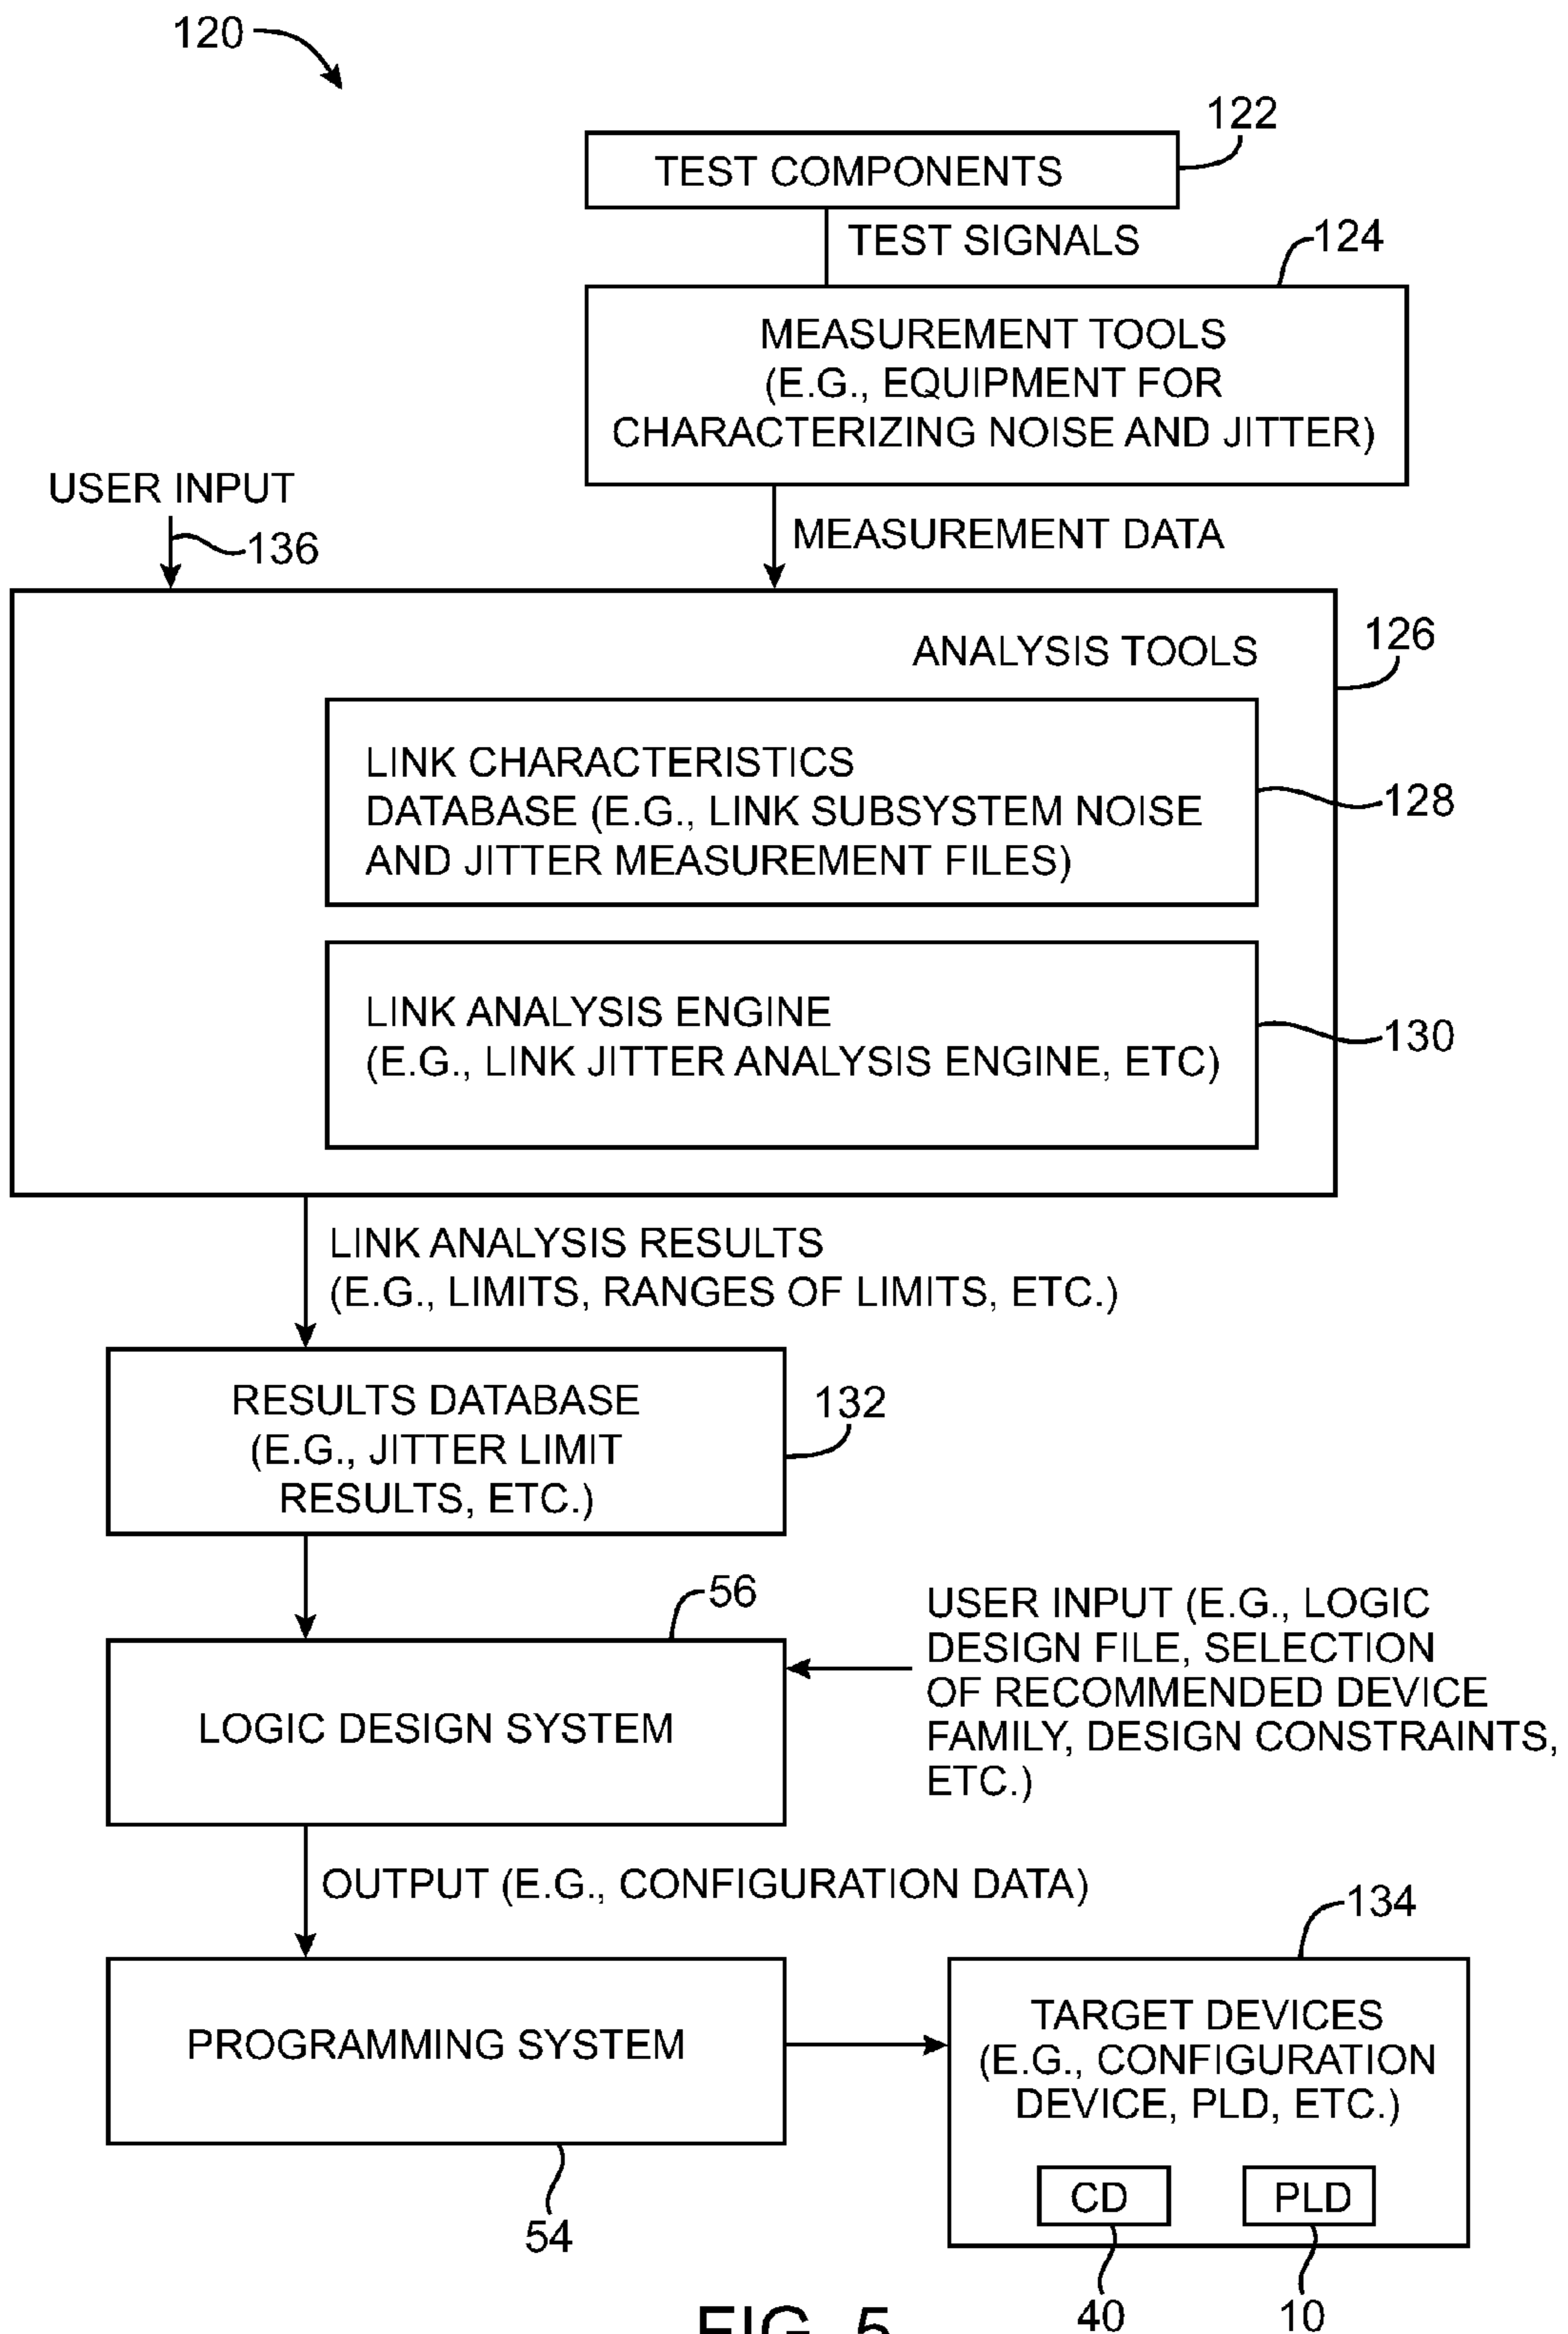 120
122
TEST COMPONENTS
TEST SIGNALS
124
MEASUREMENT TOOLS
(E.G., EQUIPMENT FOR
CHARACTERIZING NOISE AND JITTER)
USER INPUT
136
MEASUREMENT DATA
ANALYSIS TOOLS
126
LINK CHARACTERISTICS
DATABASE (E.G., LINK SUBSYSTEM NOISE
AND JITTER MEASUREMENT FILES)
128
LINK ANALYSIS ENGINE
(E.G., LINK JITTER ANALYSIS ENGINE, ETC)
130
LINK ANALYSIS RESULTS
(E.G., LIMITS, RANGES OF LIMITS, ETC.)
RESULTS DATABASE
(E.G., JITTER LIMIT
RESULTS, ETC.)
132
56
LOGIC DESIGN SYSTEM
USER INPUT (E.G., LOGIC
DESIGN FILE, SELECTION
OF RECOMMENDED DEVICE
FAMILY, DESIGN CONSTRAINTS,
ETC.)
OUTPUT (E.G., CONFIGURATION DATA)
134
PROGRAMMING SYSTEM
54
TARGET DEVICES
(E.G., CONFIGURATION
DEVICE, PLD, ETC.)
CD
PLD
40
10
FIG. 5